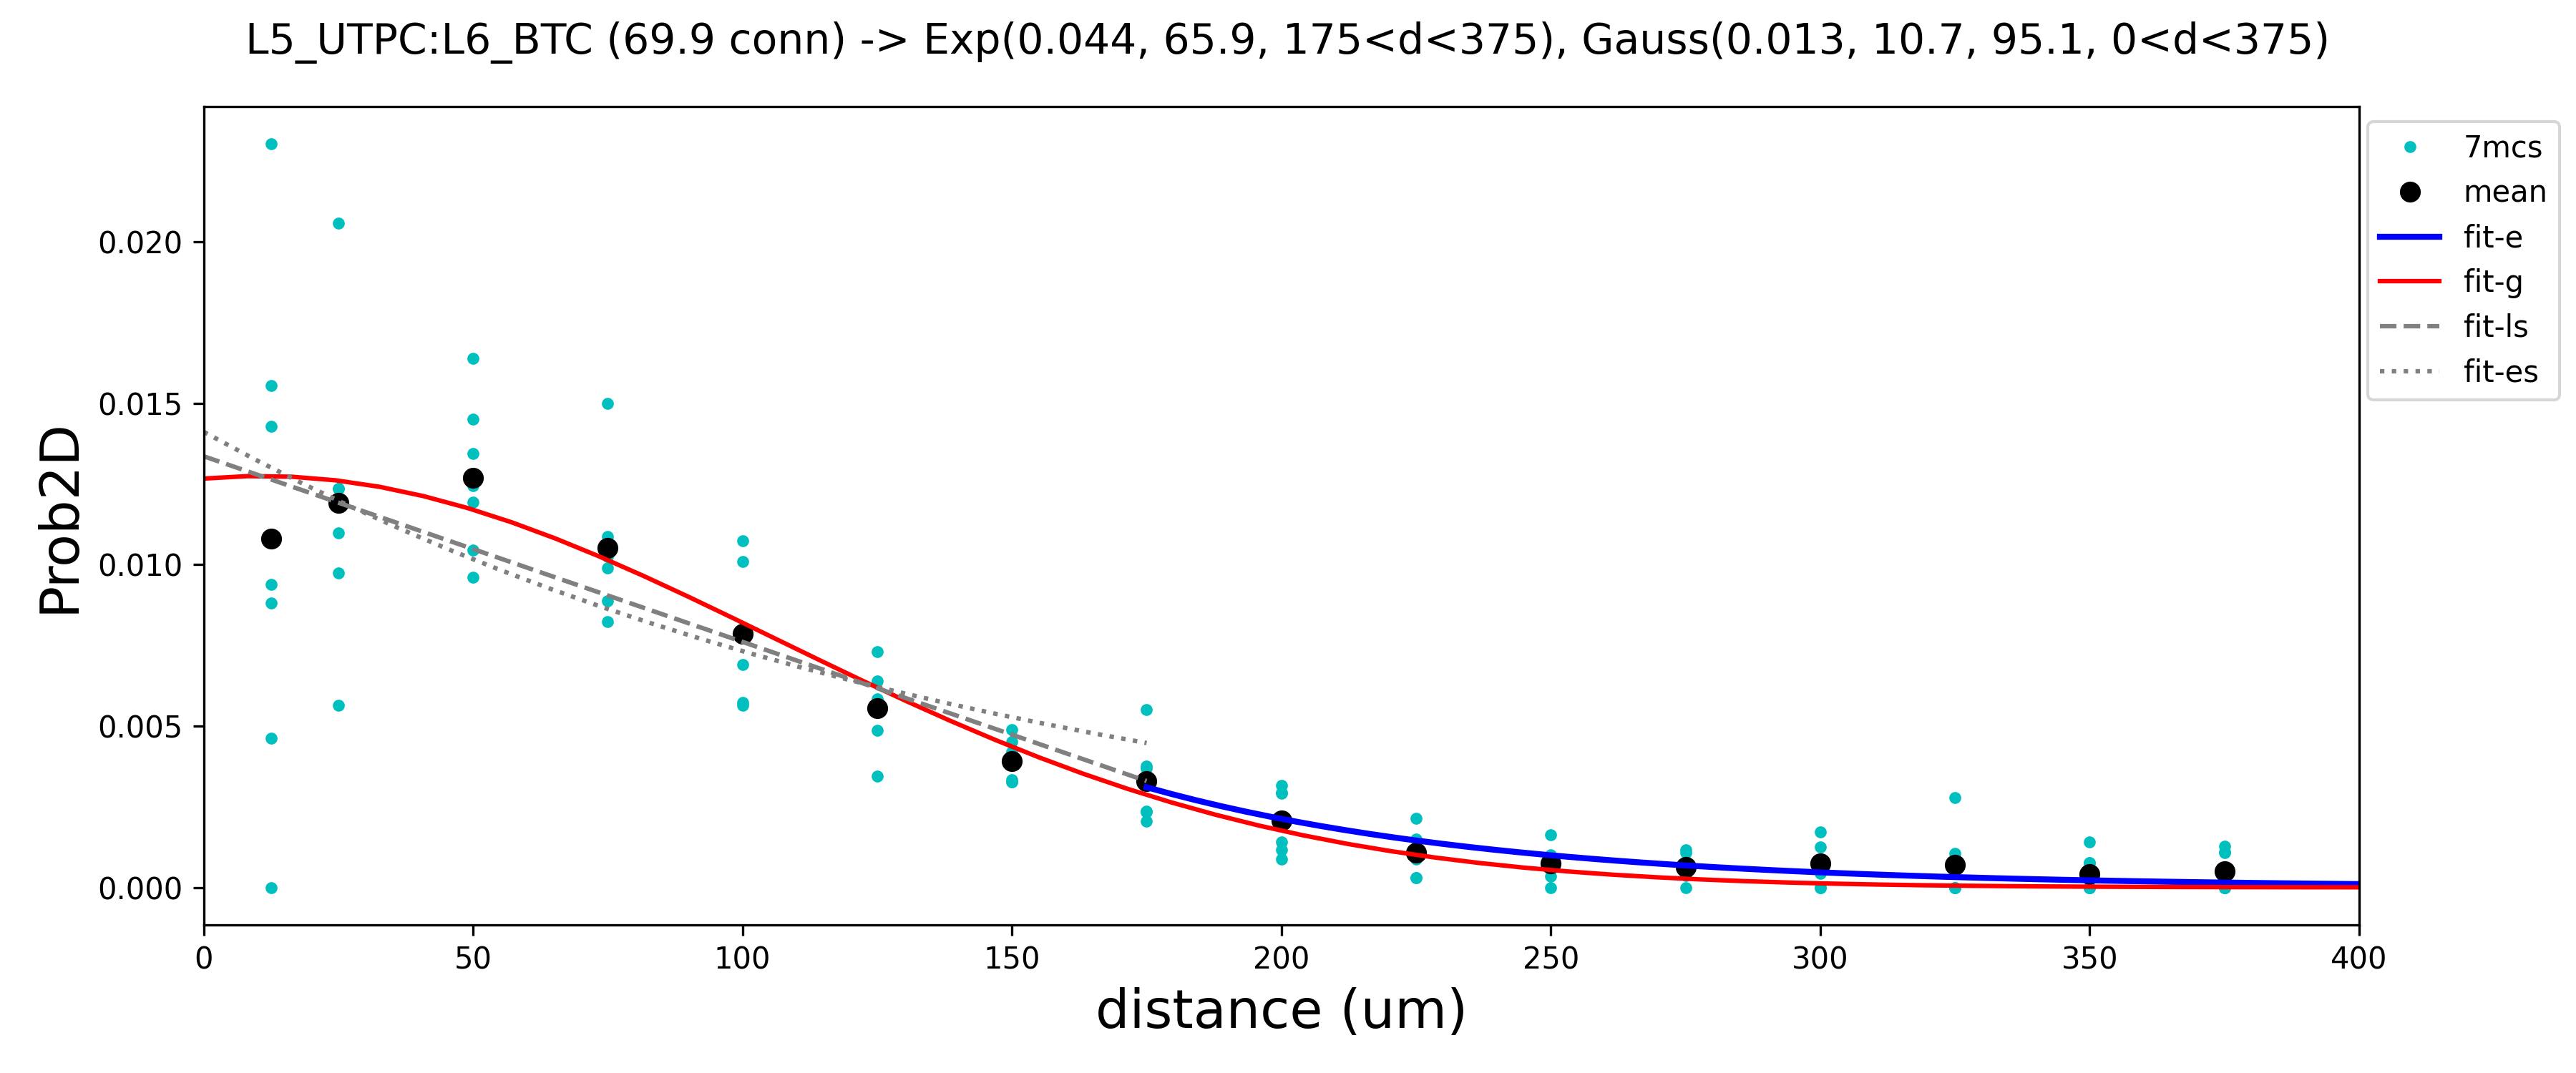 L5_UTPC:L6_BTC (69.9 conn) -> Exp(0.044, 65.9, 175<d<375), Gauss(0.013, 10.7, 95.1, 0<d<375)
7mcs
mean
fit-e
fit-g
fit-ls
fit-es
Prob2D
0.020
0.015
0.010
0.005
0.000
0 50 100 150 200 250 300 350 400
distance (um)